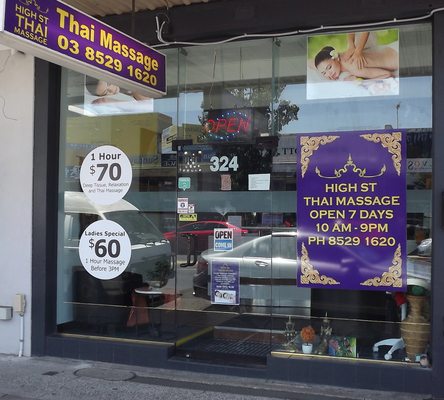 HIGH ST
THAI
MASSAGE
Thai Massage
03 8529 1620
OPEN
324
1 Hour
$70
Deep Tissue, Relaxation
and Thai Massage
Ladies Special
$60
1 Hour Massage
Before 3PM
OPEN
HIGH ST
THAI MASSAGE
OPEN 7 DAYS
10 AM - 9PM
PH 8529 1620